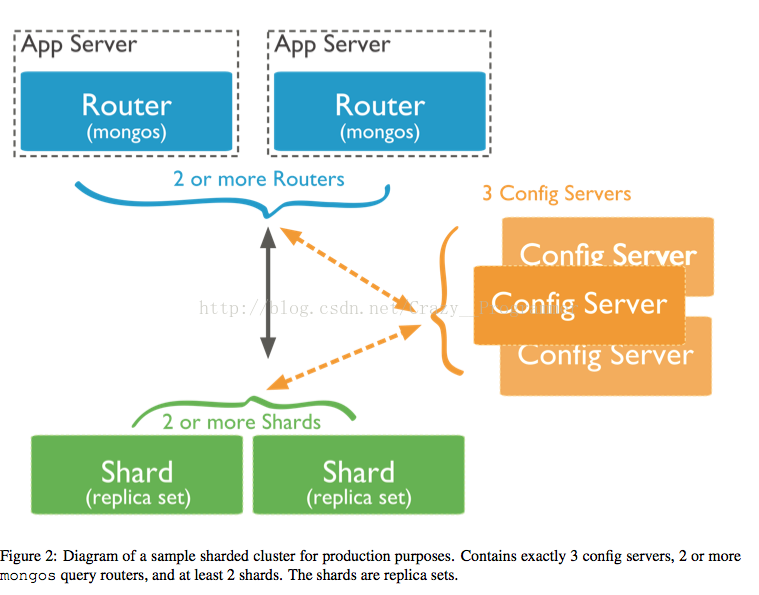 App Server
App Server
Router
(mongos)
Router
(mongos)
2 or more Routers
3 Config Servers
Config Server
Config Server
Config Server
http://blog.csdn.net/Crazy_
2 or more Shards
Shard
(replica set)
Shard
(replica set)
Figure 2: Diagram of a sample sharded cluster for production purposes. Contains exactly 3 config servers, 2 or more
mongos query routers, and at least 2 shards. The shards are replica sets.